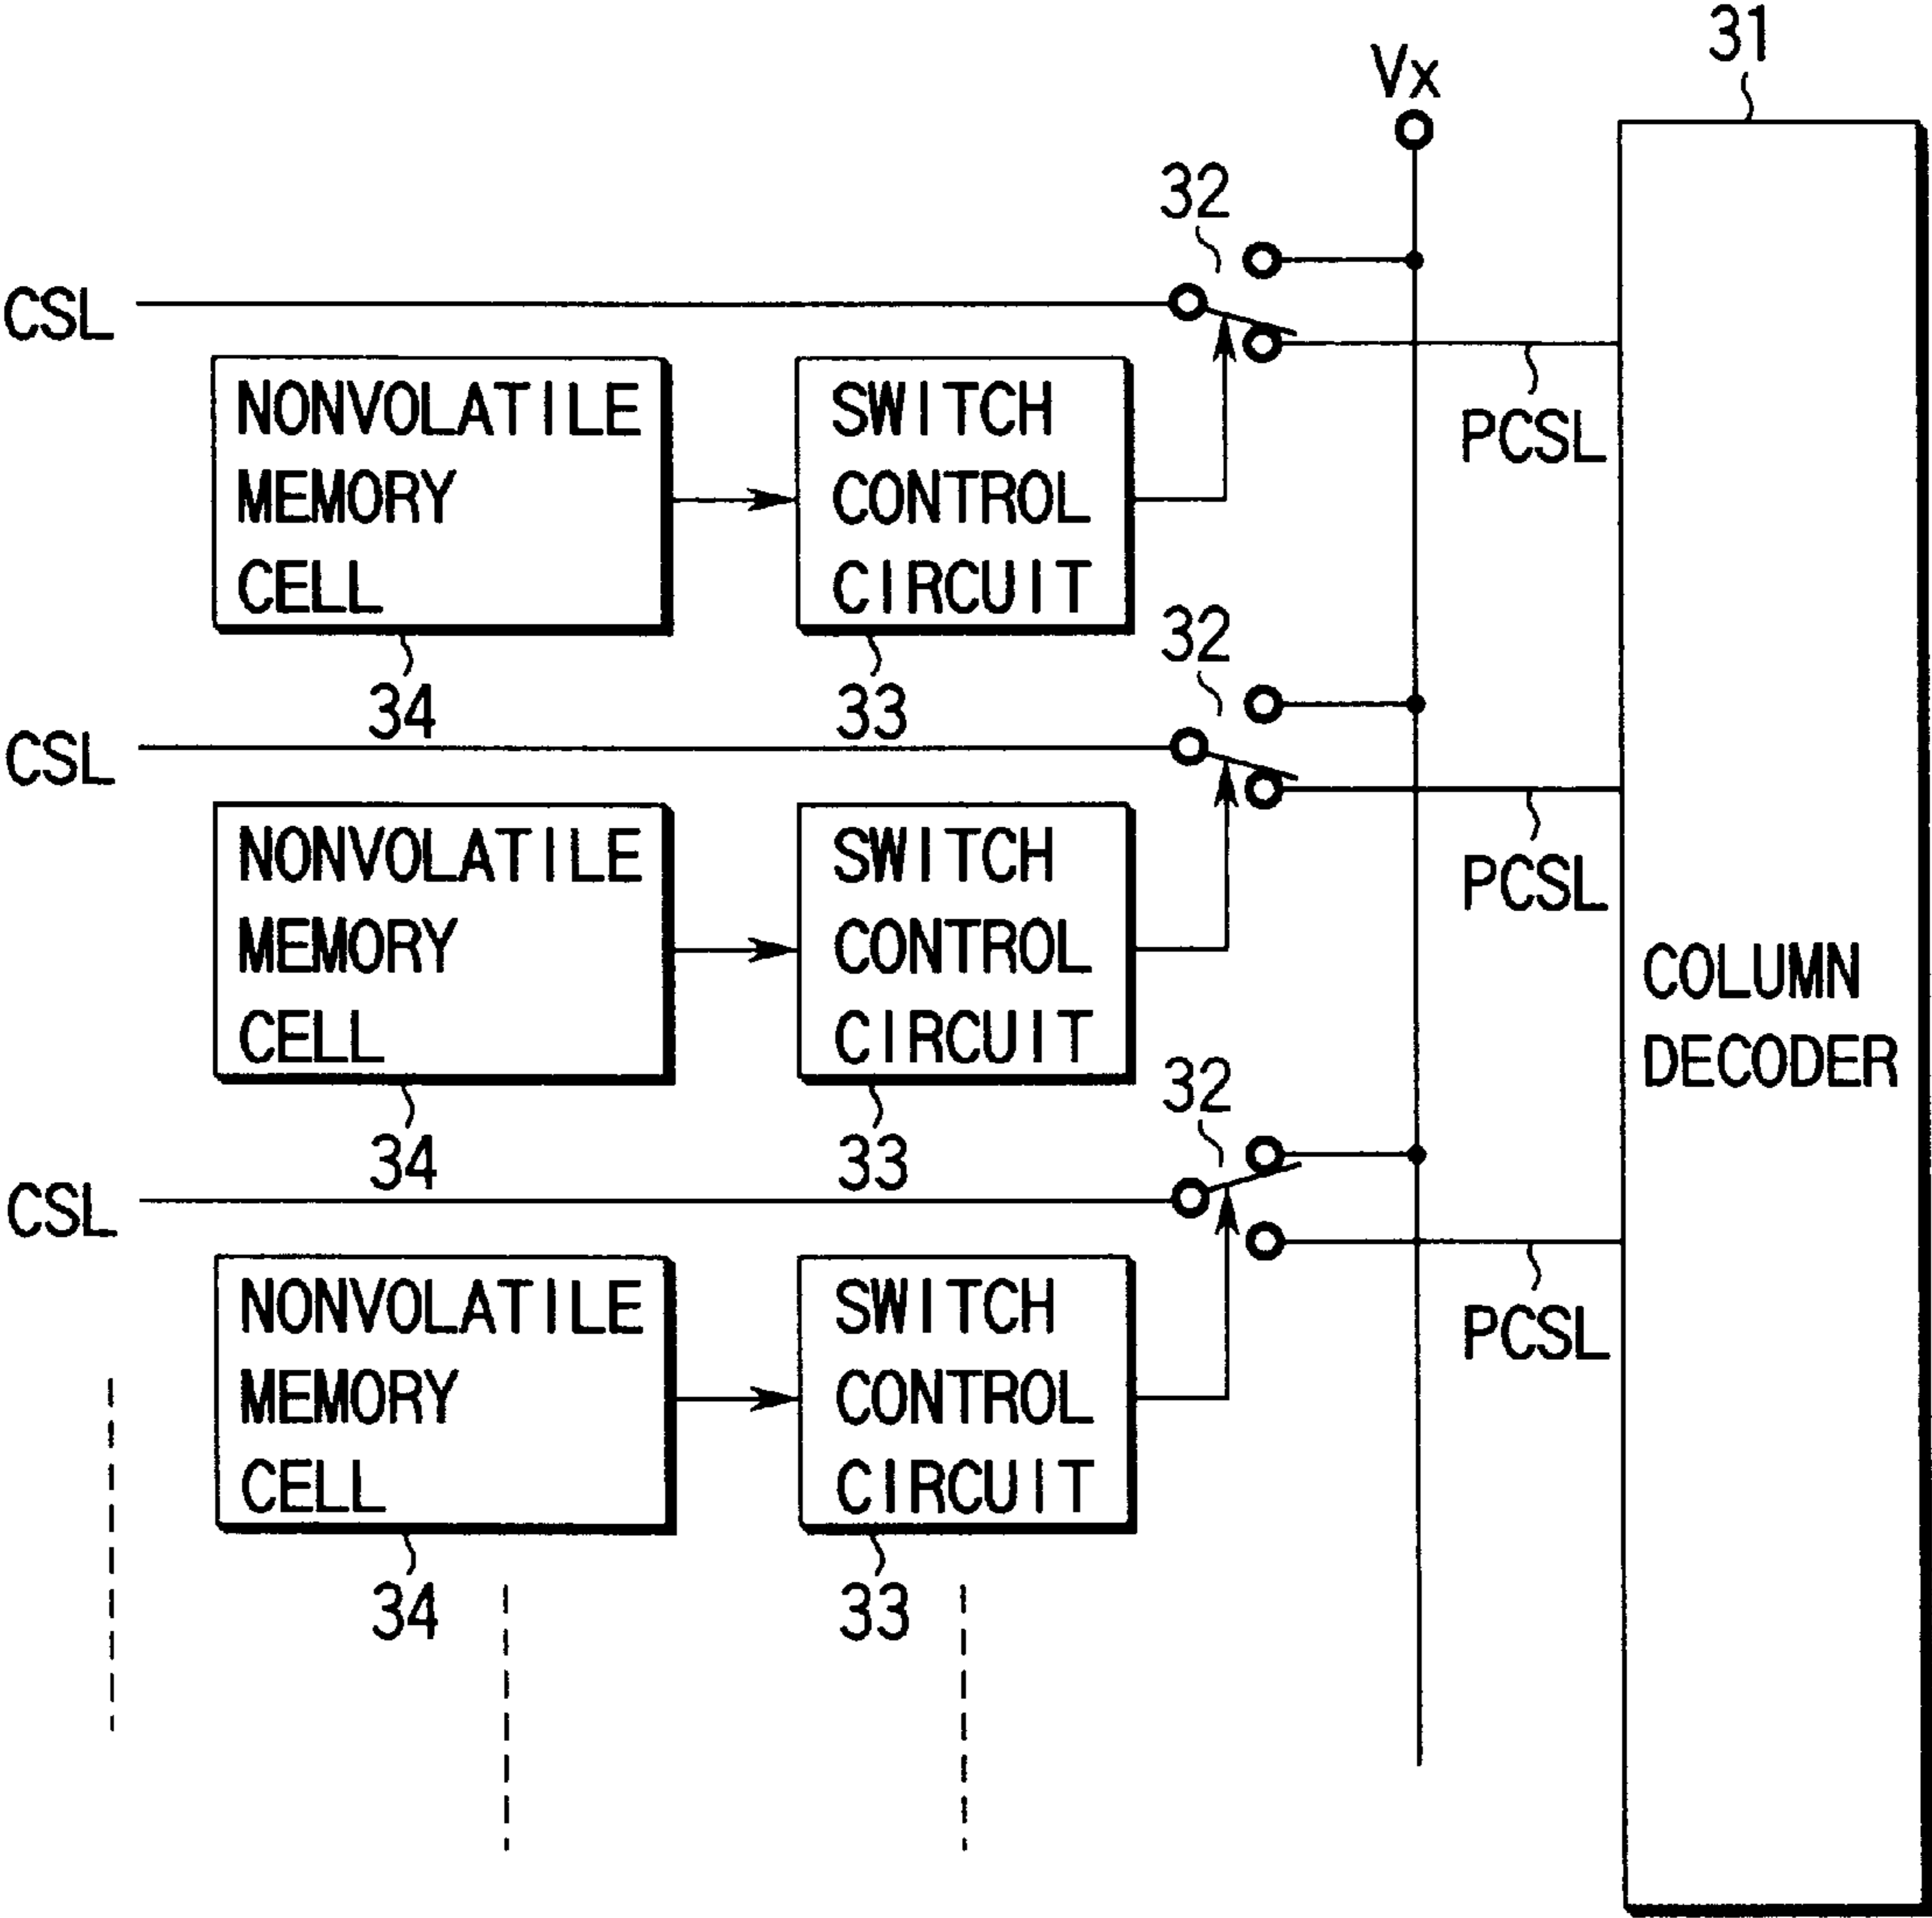 31
Vx
32
CSL
NONVOLATILE
MEMORY
CELL
SWITCH
CONTROL
CIRCUIT
PCSL
34
33
32
CSL
NONVOLATILE
MEMORY
CELL
SWITCH
CONTROL
CIRCUIT
PCSL
COLUMN
DECODER
34
33
32
CSL
NONVOLATILE
MEMORY
CELL
SWITCH
CONTROL
CIRCUIT
PCSL
34
33